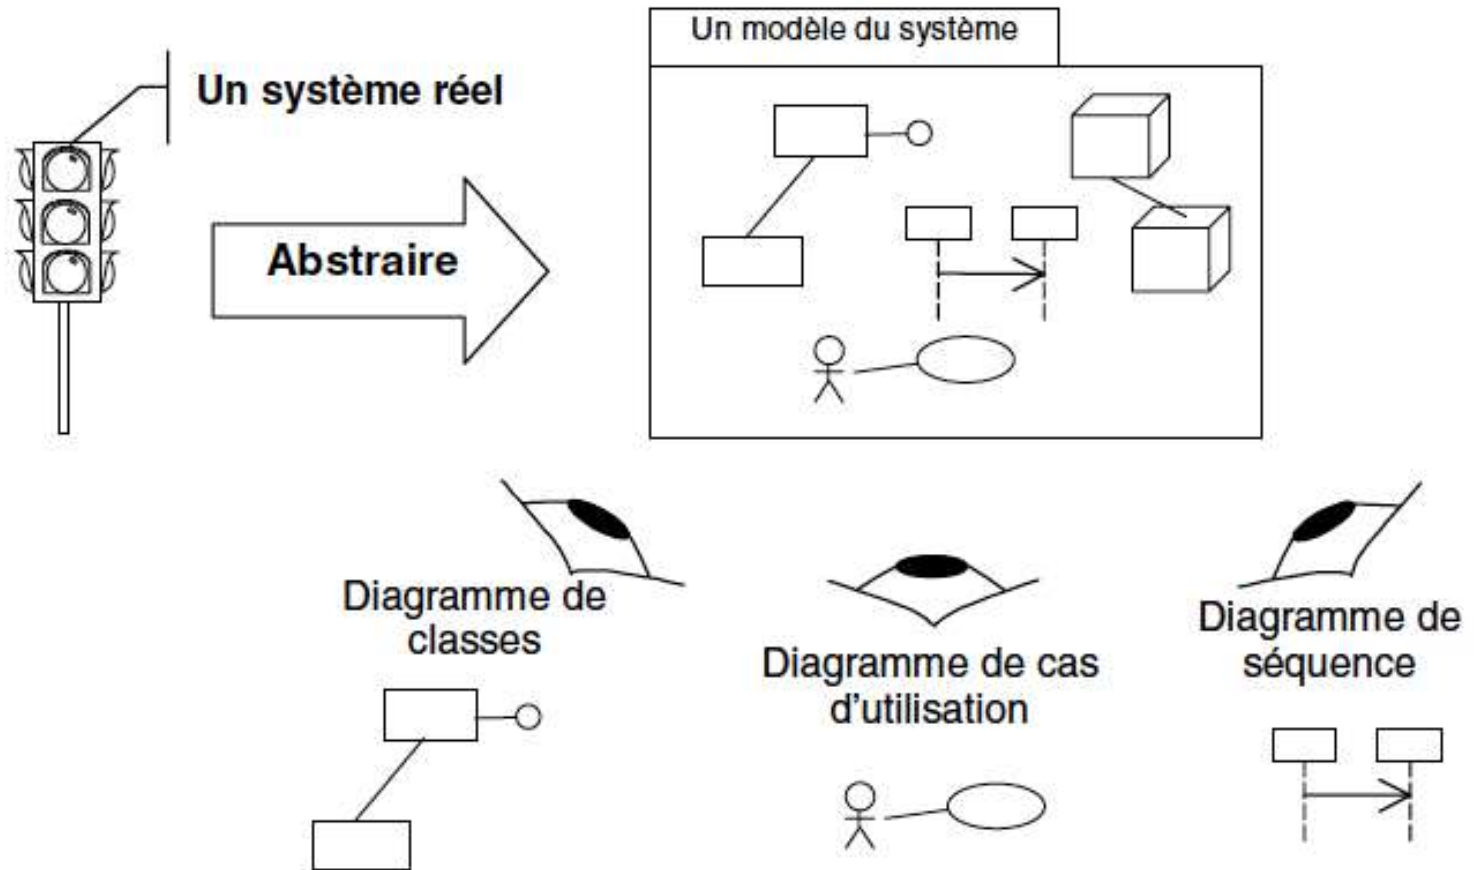 Un modèle du système
Un système réel
Abstraire
Diagramme de
classes
Diagramme de cas
d'utilisation
Diagramme de
séquence